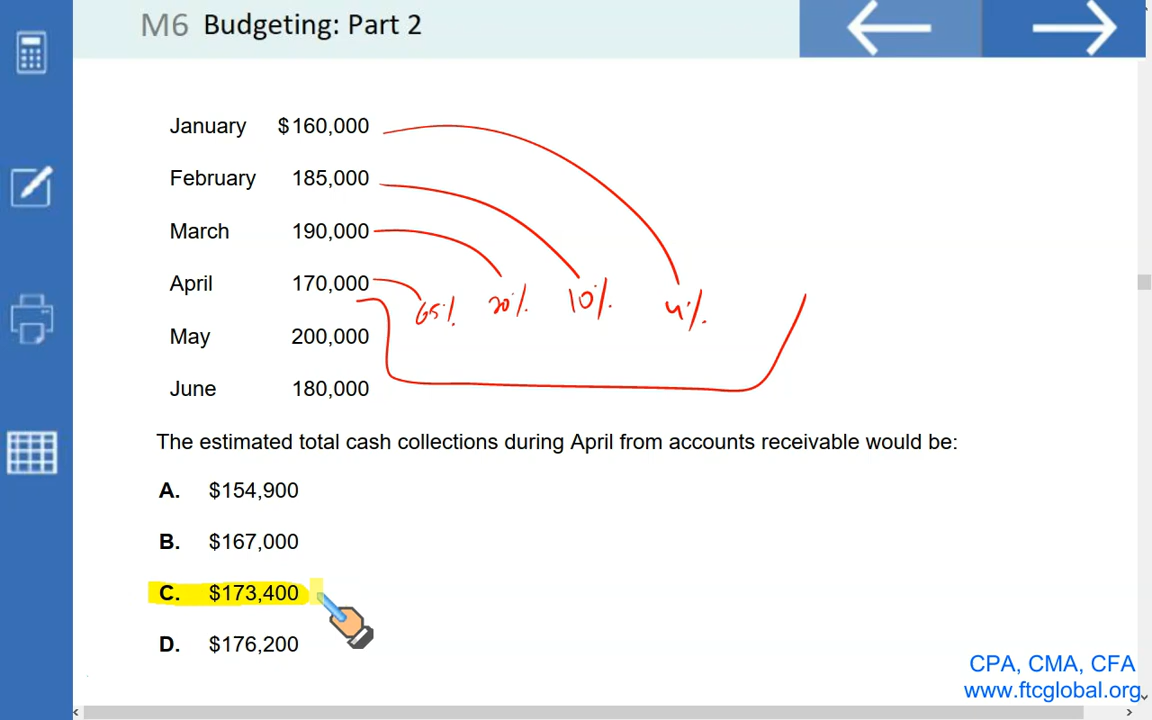 M6 Budgeting: Part 2
January $160,000
February 185,000
March 190,000
April 170,000
65% 20% 10% 4%
May 200,000
June 180,000
The estimated total cash collections during April from accounts receivable would be:
A. $154,900
B. $167,000
C. $173,400
D. $176,200
CPA, CMA, CFA
www.ftcglobal.org